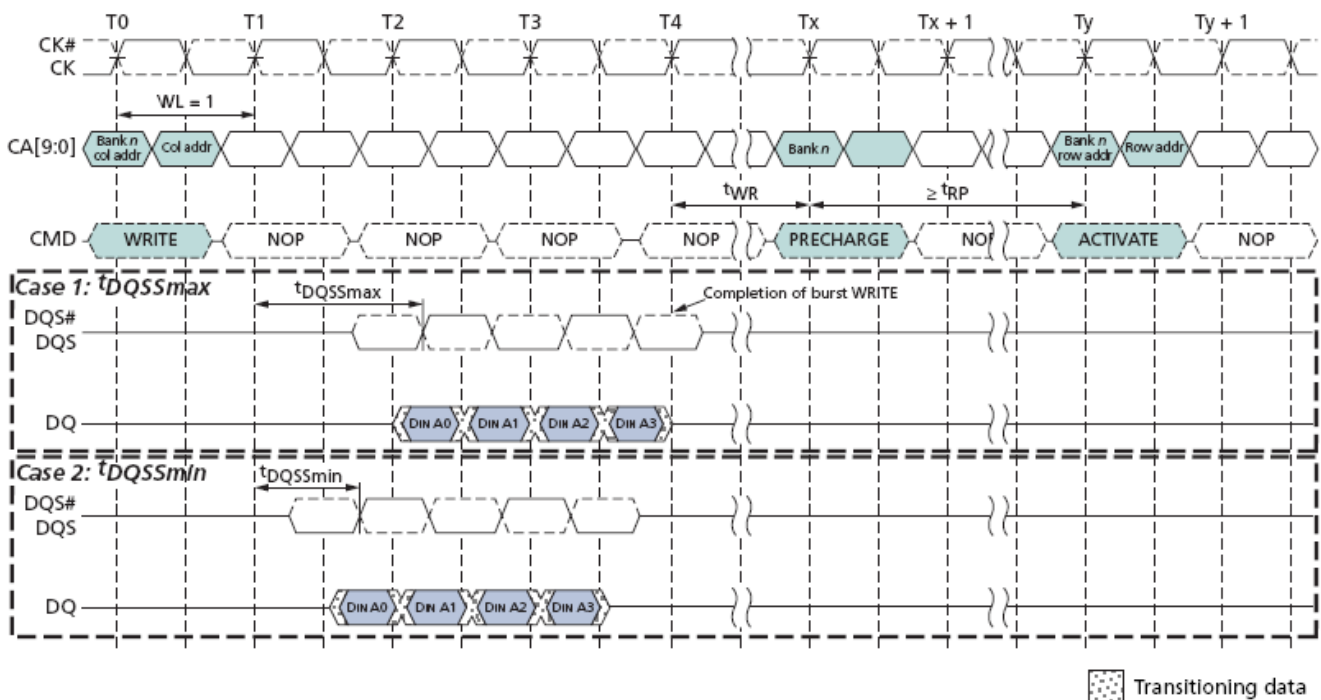 T0 T1 T2 T3 T4 Tx Tx + 1 Ty Ty + 1
CK#
CK
WL = 1
CA[9:0]
Bank n
col addr
Col addr
Bank n
Bank n
row addr
Row addr
tWR
≥ tRP
CMD WRITE NOP NOP NOP NOP PRECHARGE NOP ACTIVATE NOP
Case 1: tDQSSmax
tDQSSmax
Completion of burst WRITE
DQS#
DQS
DQ DIN A0 DIN A1 DIN A2 DIN A3
Case 2: tDQSSmin
tDQSSmin
DQS#
DQS
DQ DIN A0 DIN A1 DIN A2 DIN A3
Transitioning data